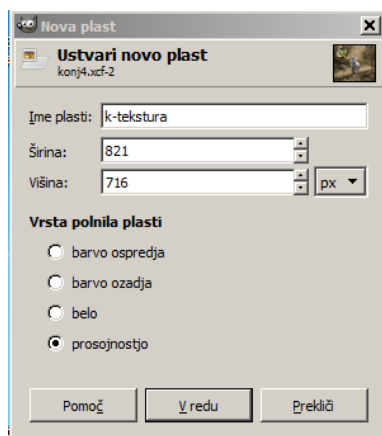 Nova plast
Ustvari novo plast
konj4.xcf-2
Ime plasti: k-tekstura
Širina: 821
Višina: 716 px
Vrsta polnila plasti
barvo ospredja
barvo ozadja
belo
prosojnostjo
Pomoč V redu Prekliči